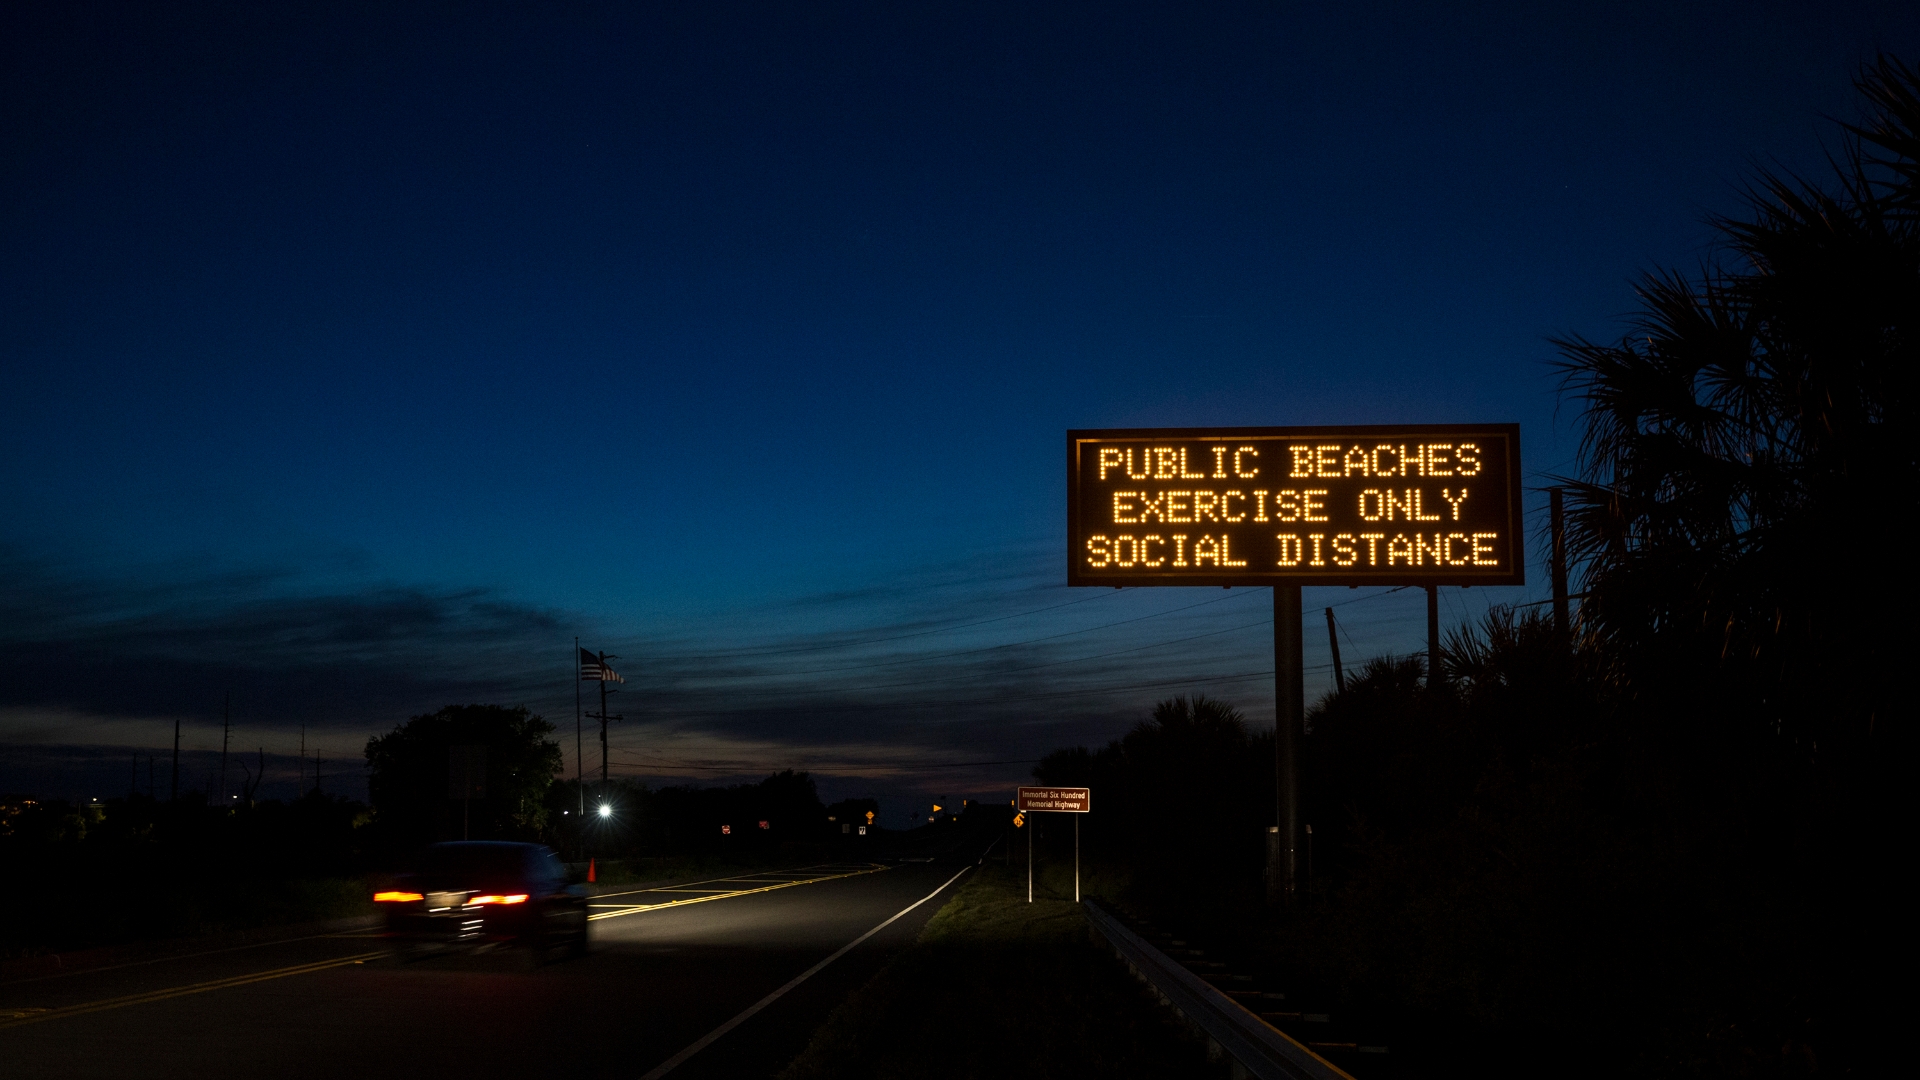 PUBLIC BEACHES
EXERCISE ONLY
SOCIAL DISTANCE
Immortal Six Hundred
Memorial Highway